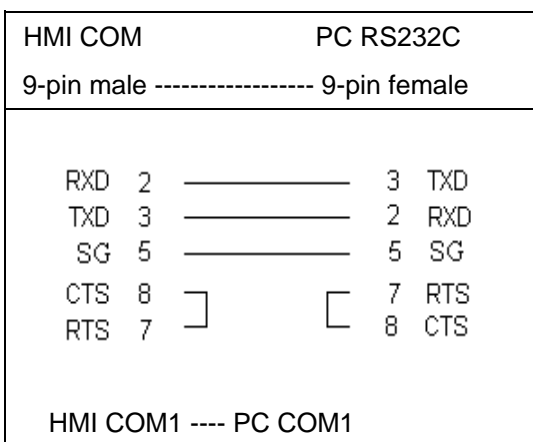 HMI COM PC RS232C
9-pin male ------------------ 9-pin female
RXD 2 3 TXD
TXD 3 2 RXD
SG 5 5 SG
CTS 8 7 RTS
RTS 7 8 CTS
HMI COM1 ---- PC COM1